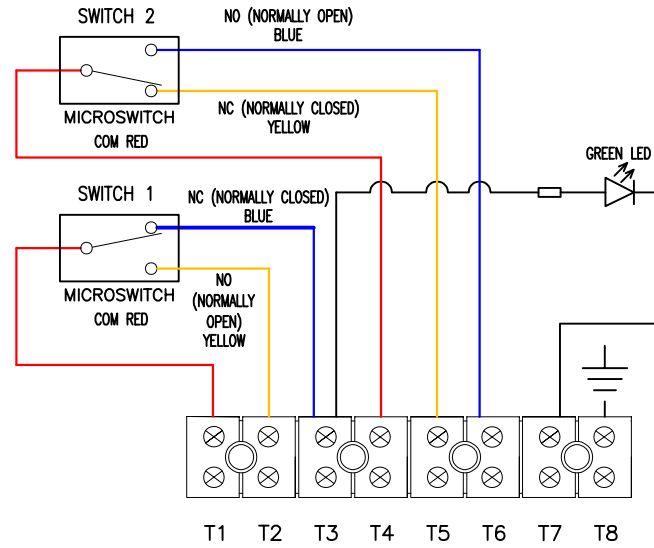 SWITCH 2
NO (NORMALLY OPEN)
BLUE
NC (NORMALLY CLOSED)
YELLOW
MICROSWITCH
COM RED
GREEN LED
SWITCH 1
NC (NORMALLY CLOSED)
BLUE
NO
(NORMALLY
OPEN)
YELLOW
MICROSWITCH
COM RED
T1 T2 T3 T4 T5 T6 T7 T8